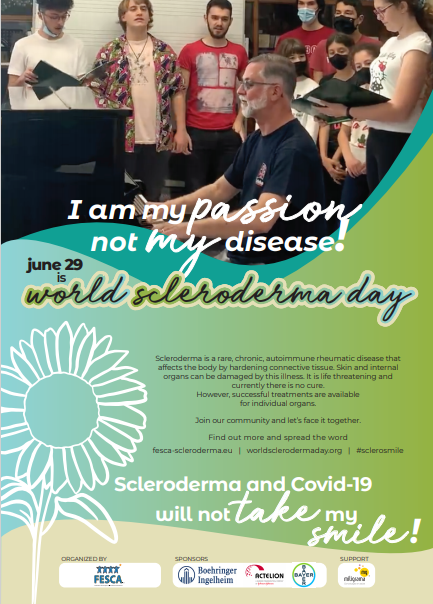 I am my passion
not my disease!
june 29
is
world scleroderma day
Scleroderma is a rare, chronic, autoimmune rheumatic disease that
affects the body by hardening connective tissue. Skin and internal
organs can be damaged by this illness. It is life threatening and
currently there is no cure.
However, successful treatments are available
for individual organs.
Join our community and let's face it together.
Find out more and spread the word
fesca-scleroderma.eu | worldsclerodermaday.org | #sclerosmile
Scleroderma and Covid-19
will not take my
smile!
ORGANIZED BY
SPONSORS
SUPPORT
FESCA
Boehringer
Ingelheim
ACTELION
BAYER